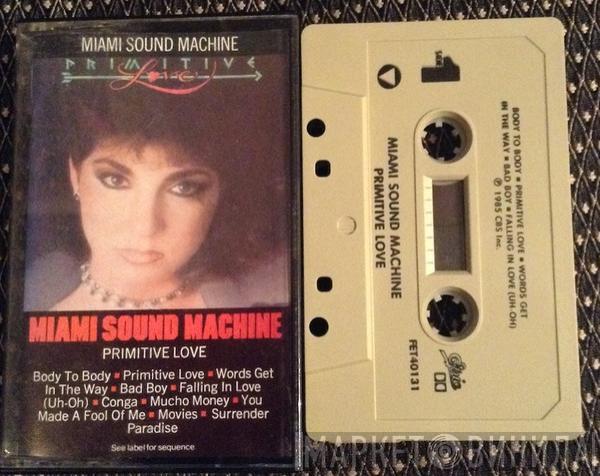 MIAMI SOUND MACHINE
PRIMITIVE
Love
MIAMI SOUND MACHINE
PRIMITIVE LOVE
Body To Body ▪ Primitive Love ▪ Words Get
In The Way ▪ Bad Boy ▪ Falling In Love
(Uh-Oh) ▪ Conga ▪ Mucho Money ▪ You
Made A Fool Of Me ▪ Movies ▪ Surrender
Paradise
See label for sequence
SIDE
1
BODY TO BODY ▪ PRIMITIVE LOVE ▪ WORDS GET
IN THE WAY ▪ BAD BOY ▪ FALLING IN LOVE (UH-OH)
℗ 1985 CBS Inc.
MIAMI SOUND MACHINE
PRIMITIVE LOVE
FET 40131
Epic